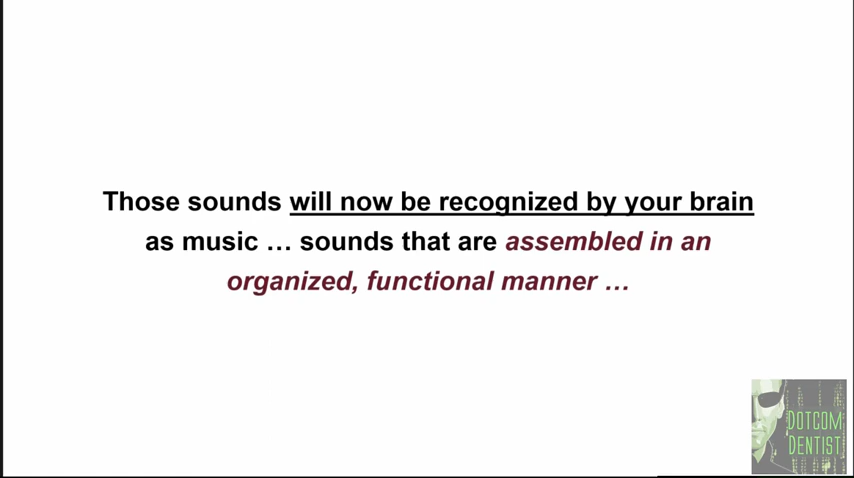 Those sounds will now be recognized by your brain
as music … sounds that are assembled in an
organized, functional manner …
DOTCOM
DENTIST